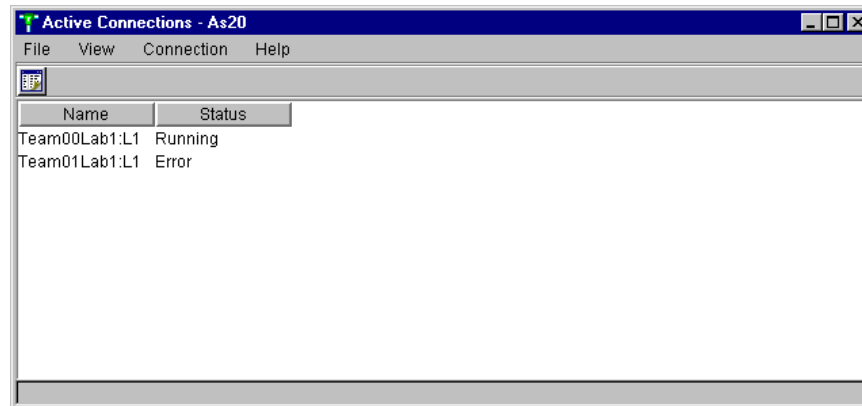 Active Connections - As20
File View Connection Help
Name Status
Team00Lab1:L1 Running
Team01Lab1:L1 Error